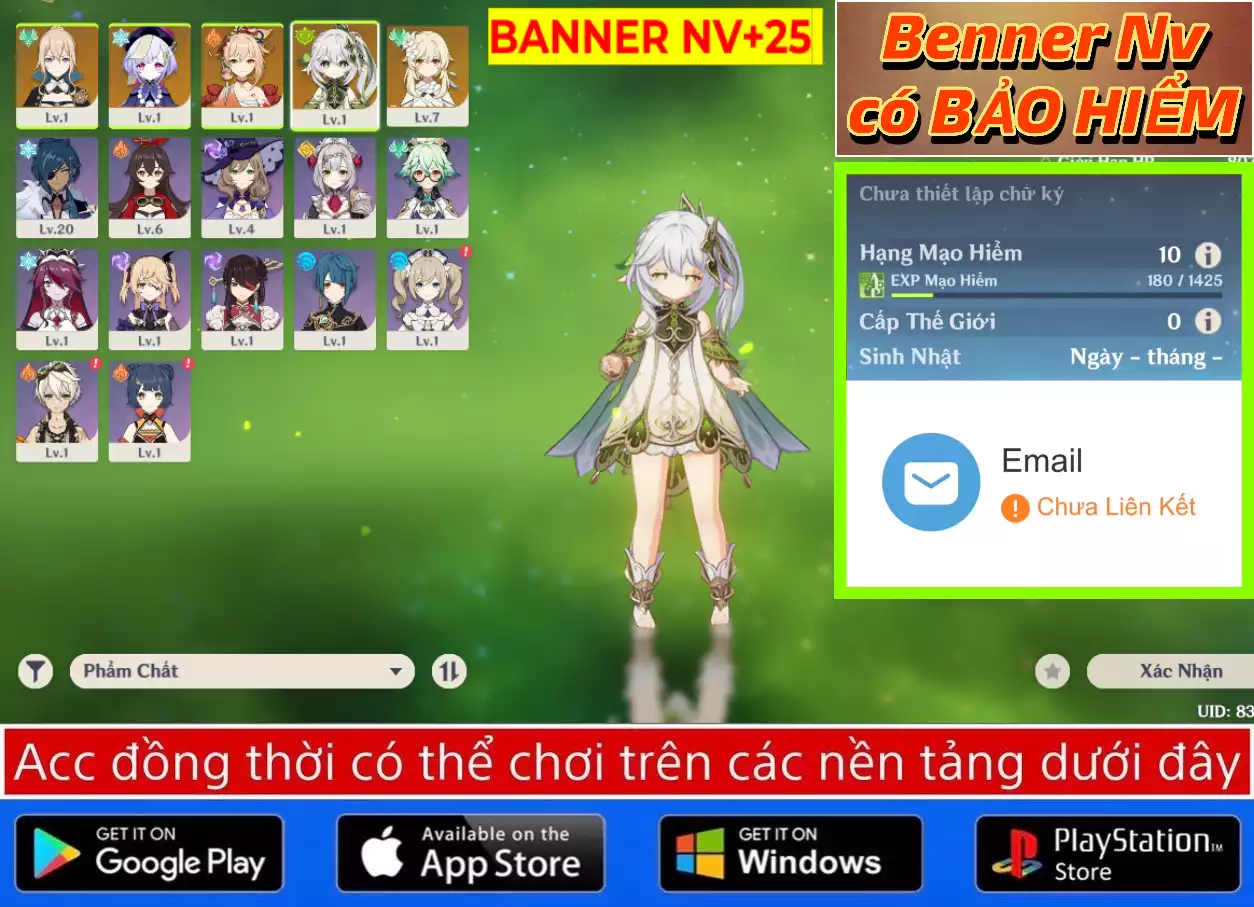 BANNER NV+25
Benner Nv
có BẢO HIỂM
Lv.1
Lv.1
Lv.1
Lv.1
Lv.7
Lv.20
Lv.6
Lv.4
Lv.1
Lv.1
Lv.1
Lv.1
Lv.1
Lv.1
Lv.1
Lv.1
Lv.1
Chưa thiết lập chữ ký
Hạng Mạo Hiểm 10
EXP Mạo Hiểm 180 / 1425
Cấp Thế Giới 0
Sinh Nhật Ngày - tháng -
Email
Chưa Liên Kết
Phẩm Chất
Xác Nhận
UID: 83
Acc đồng thời có thể chơi trên các nền tảng dưới đây
GET IT ON
Google Play
Available on the
App Store
GET IT ON
Windows
PlayStation™
Store